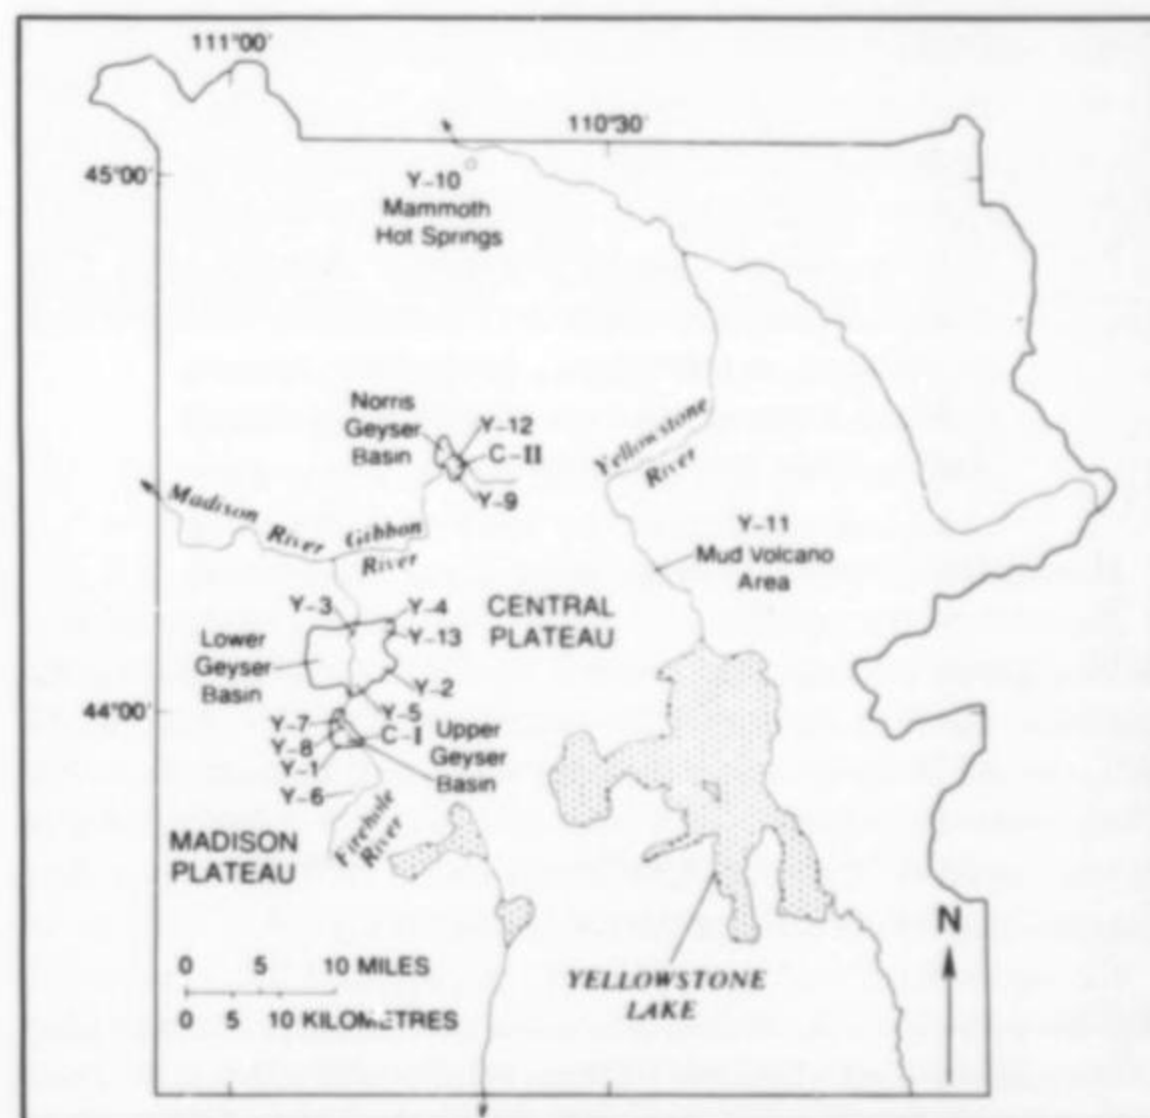 111°00'
110°30'
45°00'
Y-10
Mammoth
Hot Springs
Norris
Geyser
Basin
Y-12
C-II
Y-9
Yellowstone
River
Madison
River
Gibbon
River
Y-11
Mud Volcano
Area
Y-3
Y-4
Y-13
CENTRAL
PLATEAU
Lower
Geyser
Basin
Y-2
44°00'
Y-5
Y-7
C-I
Y-8
Y-1
Y-6
Upper
Geyser
Basin
Firehole
River
MADISON
PLATEAU
N
0 5 10 MILES
0 5 10 KILOMETRES
YELLOWSTONE
LAKE